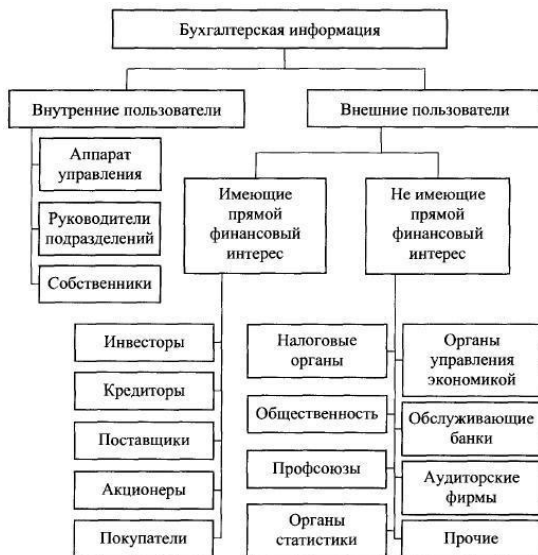 Бухгалтерская информация
Внутренние пользователи
Внешние пользователи
Аппарат
управления
Руководители
подразделений
Собственники
Имеющие
прямой
финансовый
интерес
Не имеющие
прямой
финансовый
интерес
Инвесторы
Кредиторы
Поставщики
Акционеры
Покупатели
Налоговые
органы
Общественность
Профсоюзы
Органы
статистики
Органы
управления
экономикой
Обслуживающие
банки
Аудиторские
фирмы
Прочие